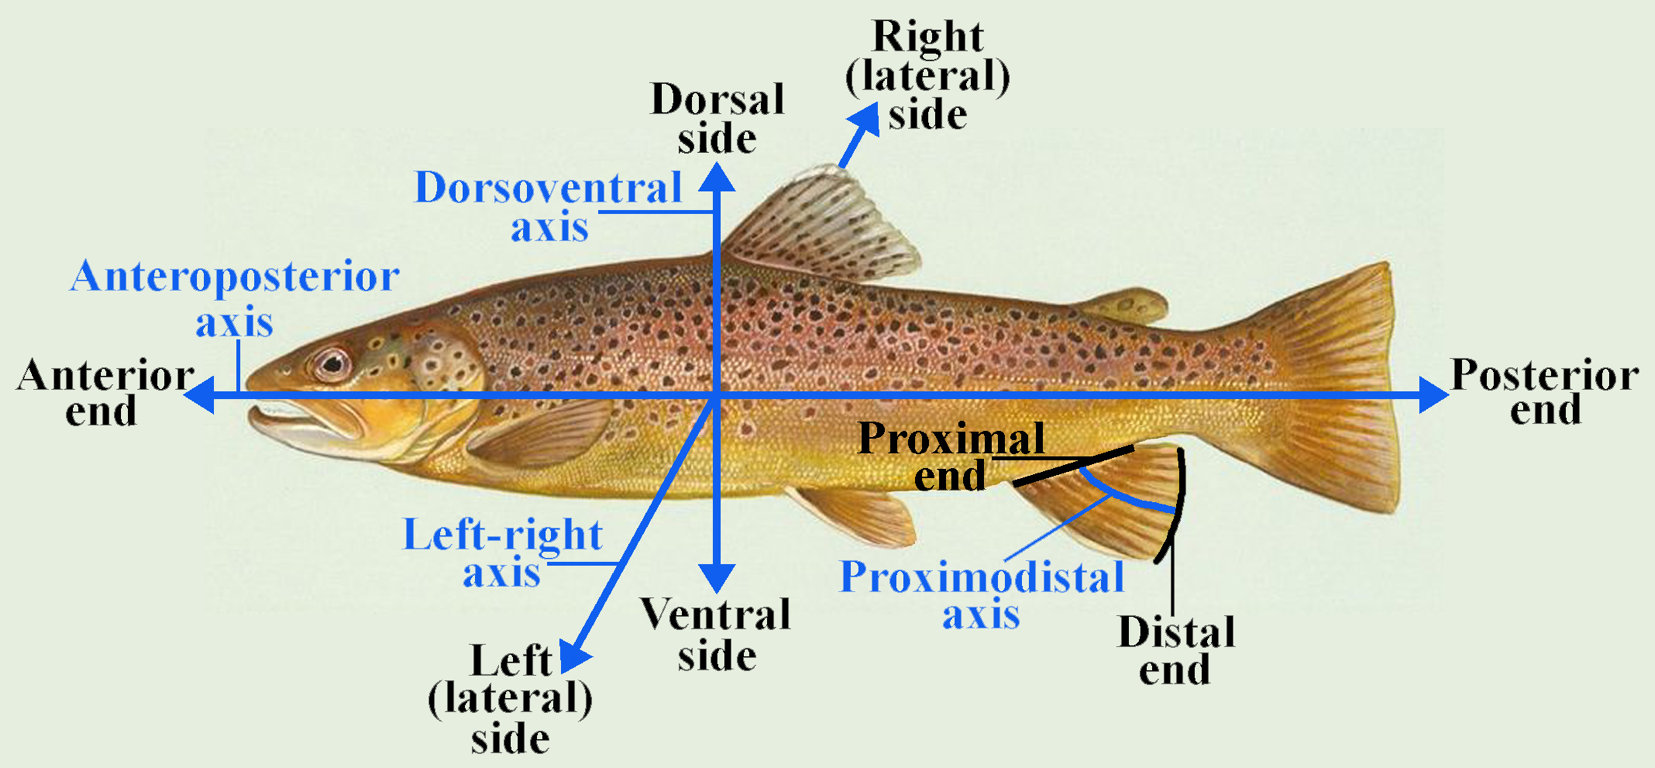 Right
(lateral)
side
Dorsal
side
Dorsoventral
axis
Anteroposterior
axis
Anterior
end
Posterior
end
Proximal
end
Left-right
axis
Proximodistal
axis
Ventral
side
Distal
end
Left
(lateral)
side